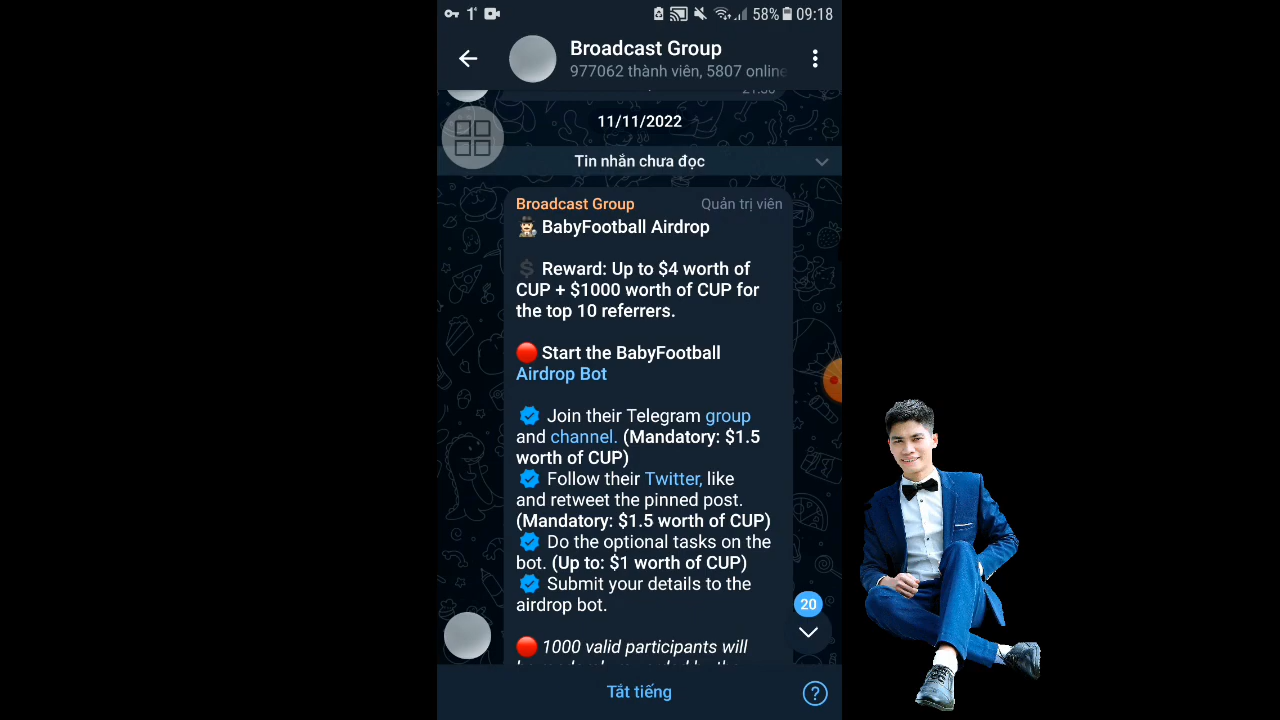 58% 09:18
Broadcast Group
977062 thành viên, 5807 online
11/11/2022
Tin nhắn chưa đọc
Broadcast Group Quản trị viên
BabyFootball Airdrop
Reward: Up to $4 worth of
CUP + $1000 worth of CUP for
the top 10 referrers.
Start the BabyFootball
Airdrop Bot
Join their Telegram group
and channel. (Mandatory: $1.5
worth of CUP)
Follow their Twitter, like
and retweet the pinned post.
(Mandatory: $1.5 worth of CUP)
Do the optional tasks on the
bot. (Up to: $1 worth of CUP)
Submit your details to the
airdrop bot.
20
1000 valid participants will
Tắt tiếng